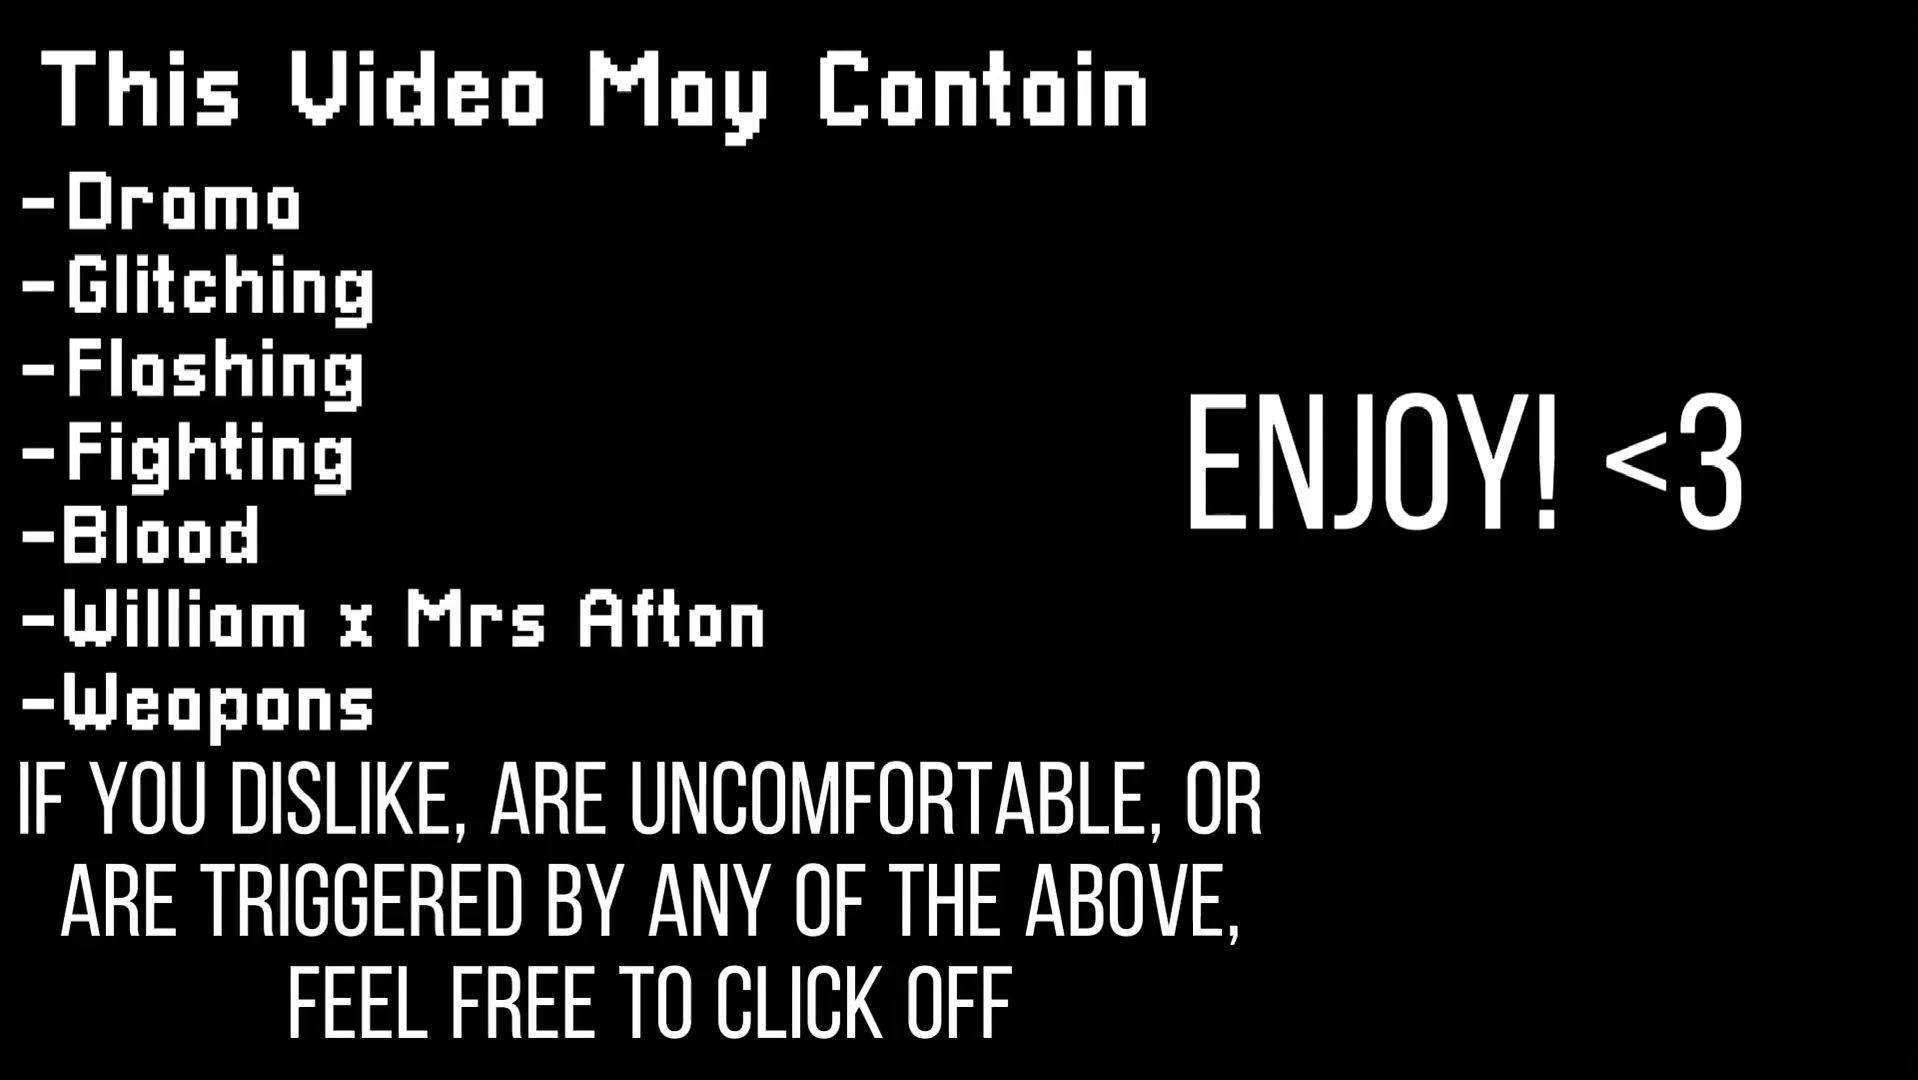 This Video May Contain
-Drama
-Glitching
-Flashing
-Fighting
-Blood
-William x Mrs Afton
-Weapons
IF YOU DISLIKE, ARE UNCOMFORTABLE, OR
ARE TRIGGERED BY ANY OF THE ABOVE,
FEEL FREE TO CLICK OFF
ENJOY! <3